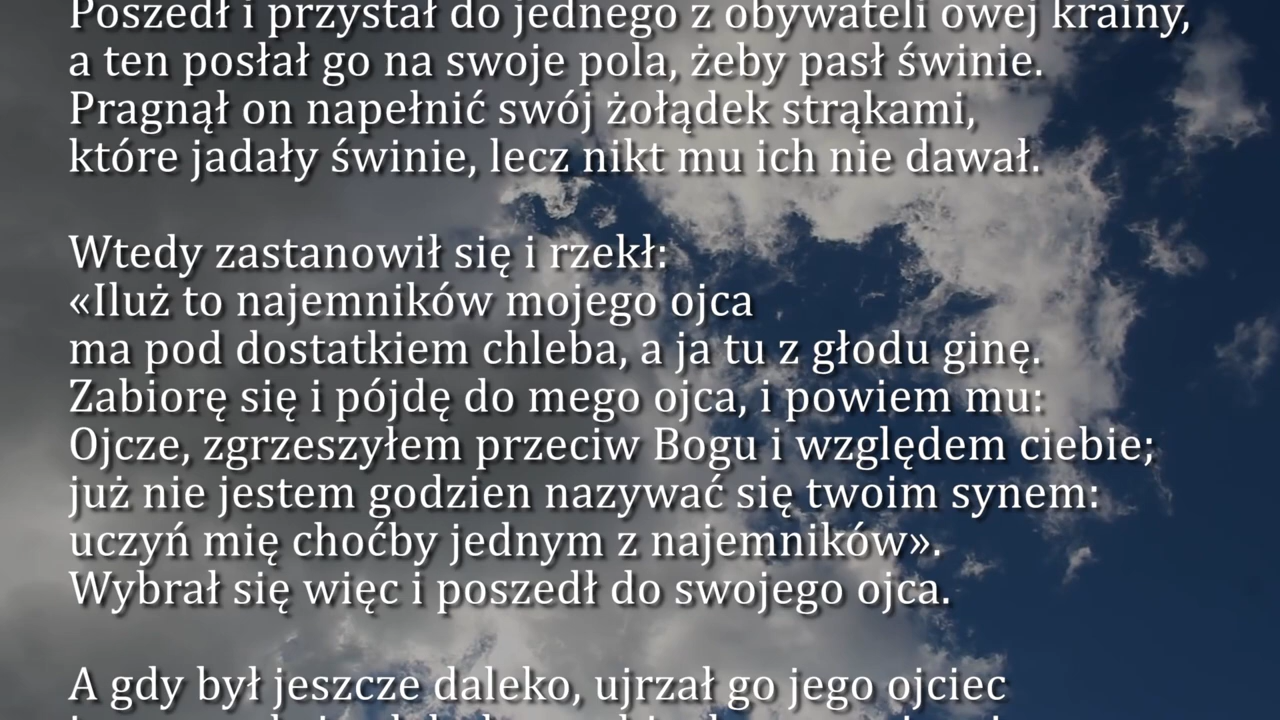 Poszedł i przystał do jednego z obywateli owej krainy,
a ten posłał go na swoje pola, żeby pasł świnie.
Pragnął on napełnić swój żołądek strąkami,
które jadały świnie, lecz nikt mu ich nie dawał.
Wtedy zastanowił się i rzekł:
«Iluż to najemników mojego ojca
ma pod dostatkiem chleba, a ja tu z głodu ginę.
Zabiorę się i pójdę do mego ojca, i powiem mu:
Ojcze, zgrzeszyłem przeciw Bogu i względem ciebie;
już nie jestem godzien nazywać się twoim synem:
uczyń mię choćby jednym z najemników».
Wybrał się więc i poszedł do swojego ojca.
A gdy był jeszcze daleko, ujrzał go jego ojciec